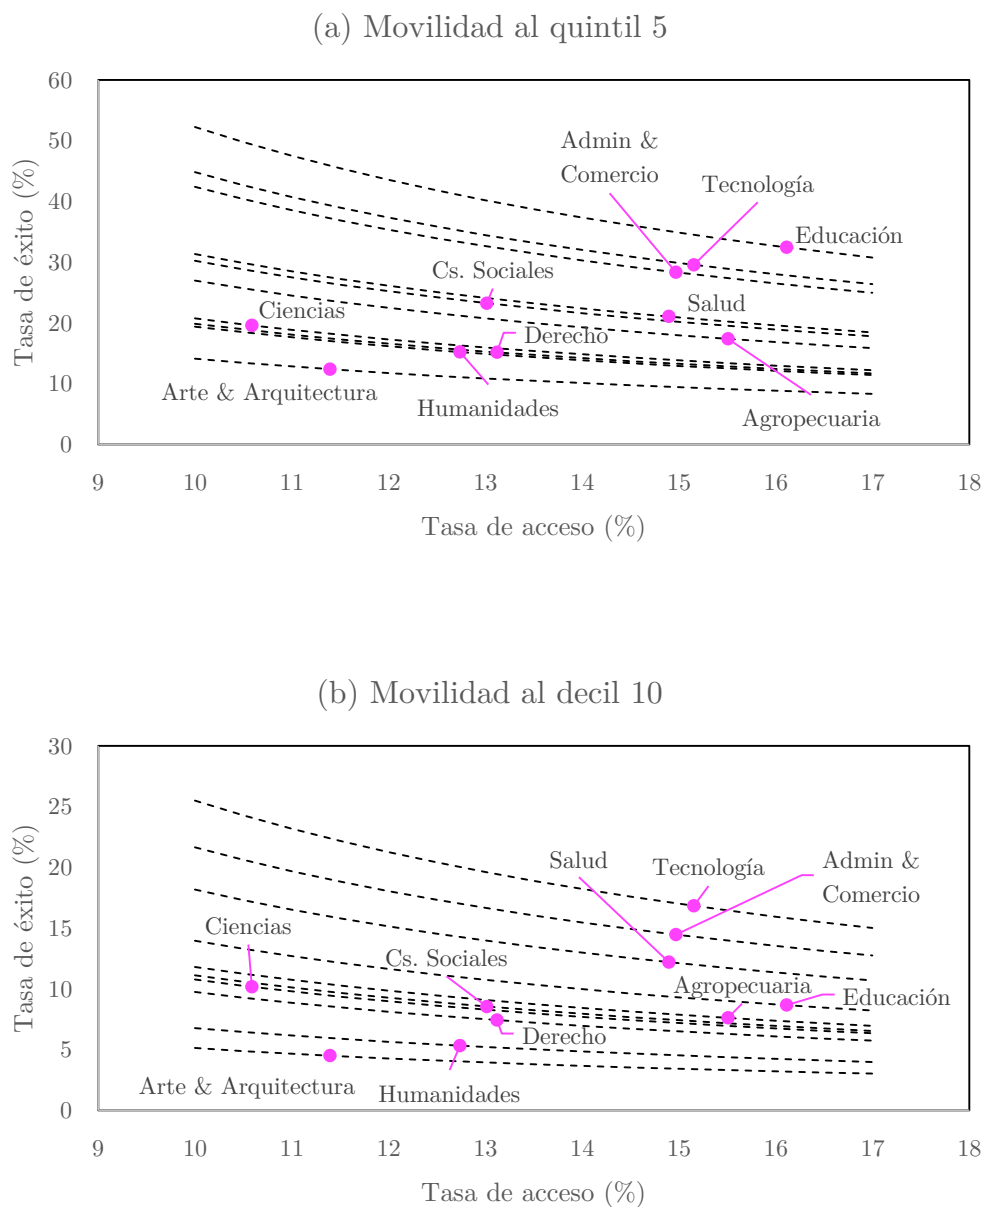 (a) Movilidad al quintil 5
60
50
40
30
20
10
0
Tasa de éxito (%)
Admin &
Comercio
Tecnología
Educación
Cs. Sociales
Ciencias
Salud
Derecho
Arte & Arquitectura
Humanidades
Agropecuaria
9 10 11 12 13 14 15 16 17 18
Tasa de acceso (%)
(b) Movilidad al decil 10
30
25
20
15
10
5
0
Tasa de éxito (%)
Salud
Tecnología
Admin &
Comercio
Ciencias
Cs. Sociales
Agropecuaria
Educación
Derecho
Arte & Arquitectura
Humanidades
9 10 11 12 13 14 15 16 17 18
Tasa de acceso (%)